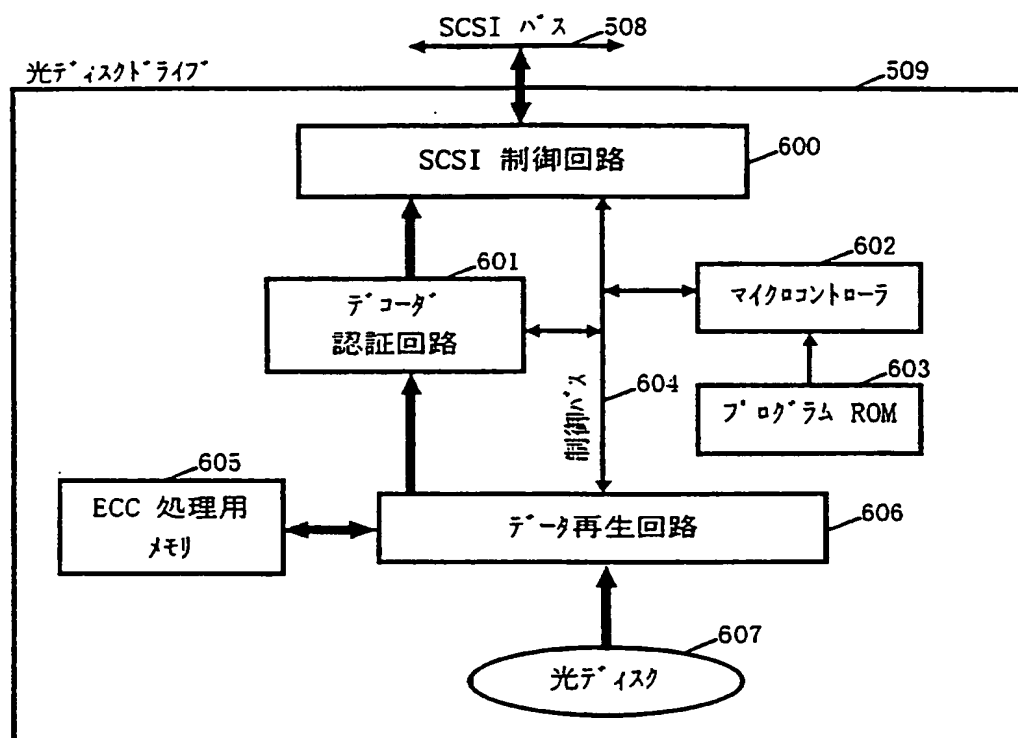 SCSI バス
508
光ディスクドライブ
509
SCSI 制御回路
600
601
デコーダ
認証回路
602
マイクロコントローラ
603
プログラム ROM
604
制御バス
605
ECC 処理用
メモリ
データ再生回路
606
607
光ディスク